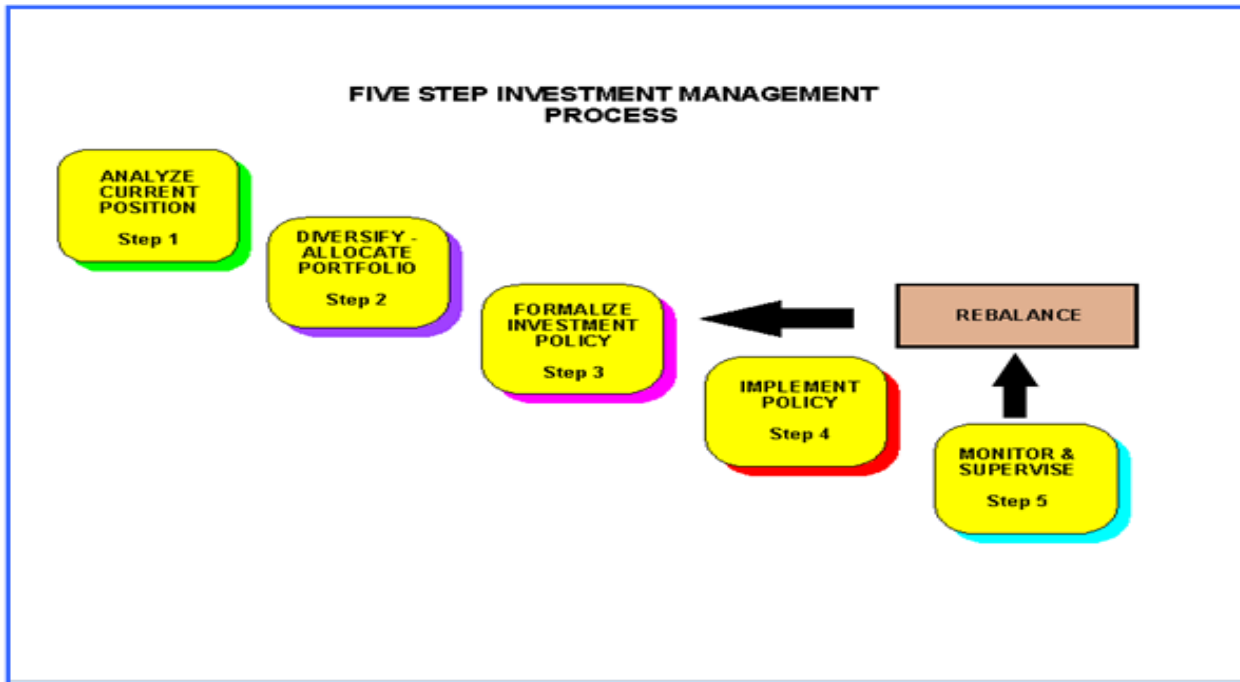 FIVE STEP INVESTMENT MANAGEMENT
PROCESS
ANALYZE
CURRENT
POSITION
Step 1
DIVERSIFY -
ALLOCATE
PORTFOLIO
Step 2
FORMALIZE
INVESTMENT
POLICY
Step 3
IMPLEMENT
POLICY
Step 4
REBALANCE
MONITOR &
SUPERVISE
Step 5